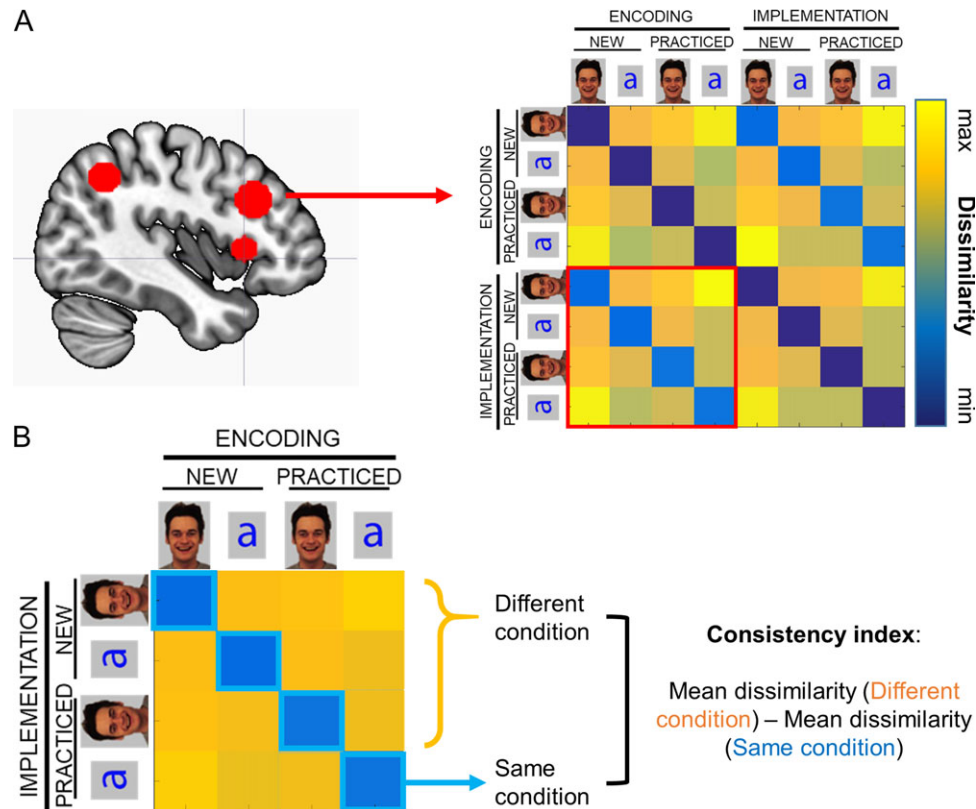 A
ENCODING IMPLEMENTATION
NEW PRACTICED NEW PRACTICED
a a a a
ENCODING
NEW
a
PRACTICED
a
IMPLEMENTATION
NEW
a
PRACTICED
a
max
Dissimilarity
min
B
ENCODING
NEW PRACTICED
a a
IMPLEMENTATION
NEW
a
PRACTICED
a
Different
condition
Same
condition
Consistency index:
Mean dissimilarity (Different
condition) – Mean dissimilarity
(Same condition)